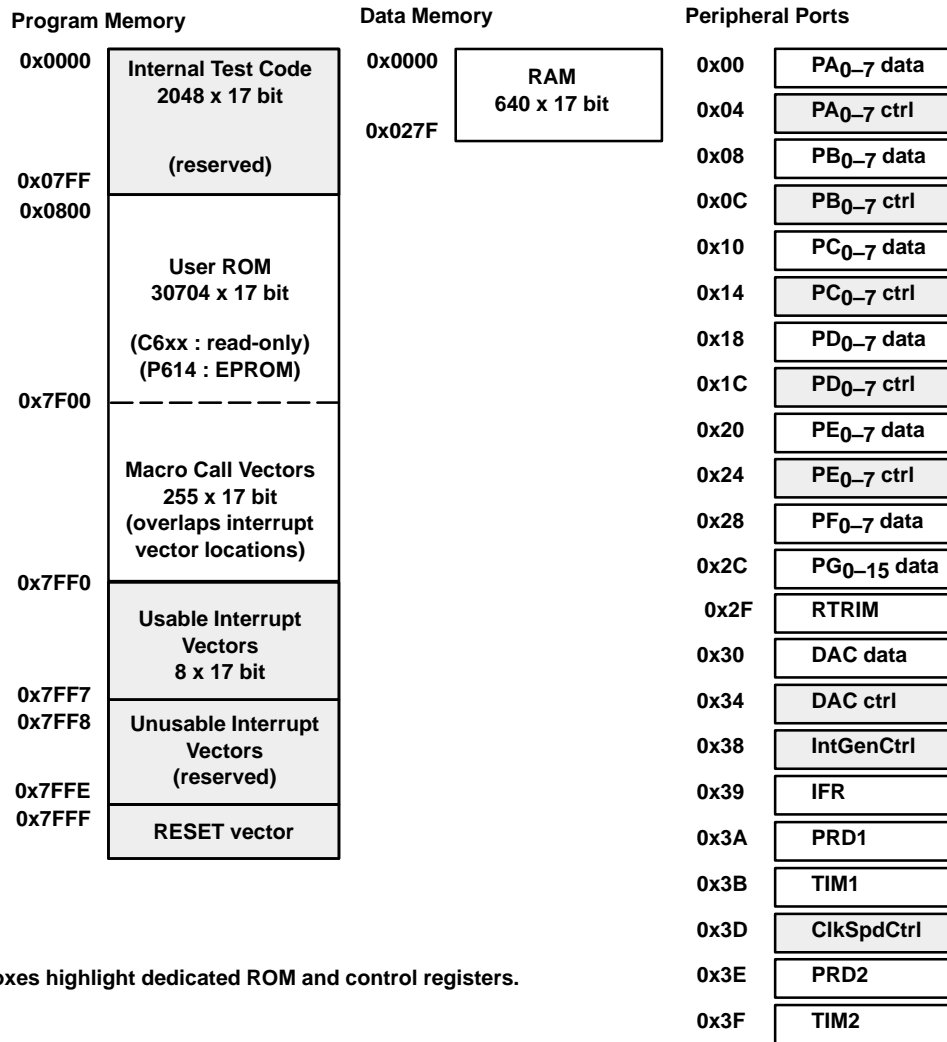 Program Memory
0x0000
Internal Test Code
2048 x 17 bit
(reserved)
0x07FF
0x0800
User ROM
30704 x 17 bit
(C6xx : read-only)
(P614 : EPROM)
0x7F00
Macro Call Vectors
255 x 17 bit
(overlaps interrupt
vector locations)
0x7FF0
Usable Interrupt
Vectors
8 x 17 bit
0x7FF7
0x7FF8
Unusable Interrupt
Vectors
(reserved)
0x7FFE
0x7FFF
RESET vector
Data Memory
0x0000
RAM
640 x 17 bit
0x027F
Peripheral Ports
0x00 PA0–7 data
0x04 PA0–7 ctrl
0x08 PB0–7 data
0x0C PB0–7 ctrl
0x10 PC0–7 data
0x14 PC0–7 ctrl
0x18 PD0–7 data
0x1C PD0–7 ctrl
0x20 PE0–7 data
0x24 PE0–7 ctrl
0x28 PF0–7 data
0x2C PG0–15 data
0x2F RTRIM
0x30 DAC data
0x34 DAC ctrl
0x38 IntGenCtrl
0x39 IFR
0x3A PRD1
0x3B TIM1
0x3D ClkSpdCtrl
0x3E PRD2
0x3F TIM2
highlight dedicated ROM and control registers.